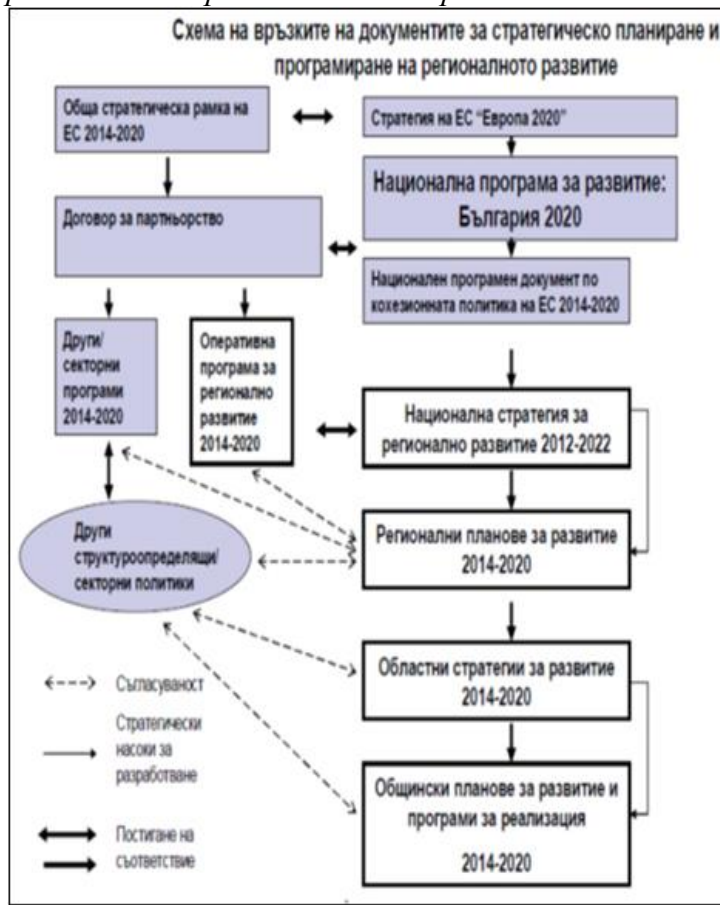 Схема на връзките на документите за стратегическо планиране и
програмиране на регионалното развитие
Обща стратегическа рамка на
ЕС 2014-2020
Стратегия на ЕС "Европа 2020"
Национална програма за развитие:
България 2020
Договор за партньорство
Национален програмен документ по
кохезионната политика на ЕС 2014-2020
Други/
секторни
програми
2014-2020
Оперативна
програма за
регионално
развитие
2014-2020
Национална стратегия за
регионално развитие 2012-2022
Други
структуроопределящи/
секторни политики
Регионални планове за развитие
2014-2020
Областни стратегии за развитие
2014-2020
Общински планове за развитие и
програми за реализация
2014-2020
Съгласуваност
Стратегически
насоки за
разработване
Постигане на
съответствие